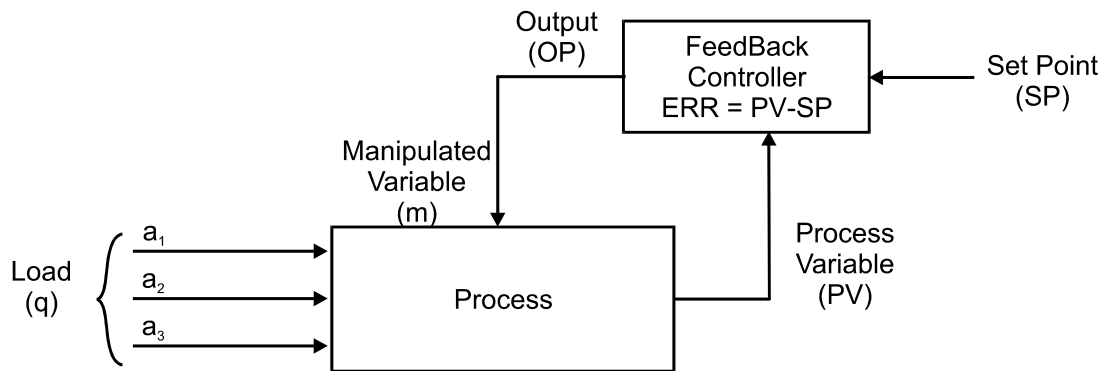 Output
(OP)
FeedBack
Controller
ERR = PV-SP
Set Point
(SP)
Manipulated
Variable
(m)
Load
(q)
a₁
a₂
a₃
Process
Process
Variable
(PV)